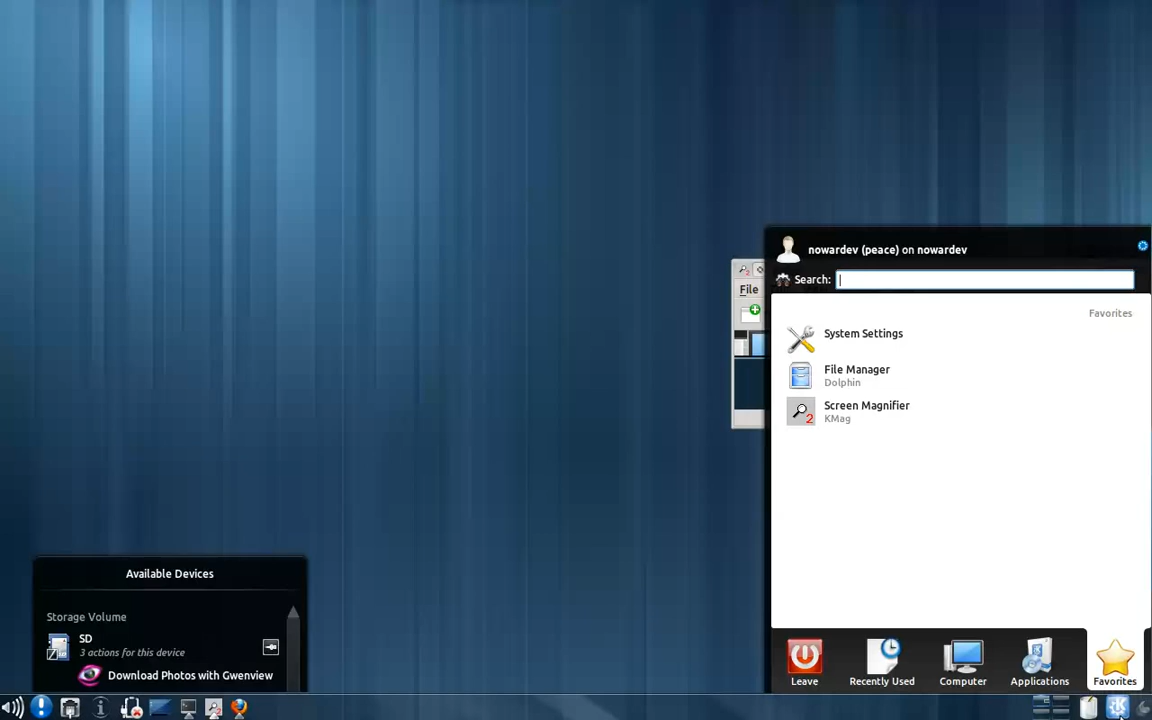 nowardev (peace) on nowardev
Search:
File
Favorites
System Settings
File Manager
Dolphin
Screen Magnifier
2
KMag
Available Devices
Storage Volume
SD
3 actions for this device
Download Photos with Gwenview
Leave
Recently Used
Computer
Applications
Favorites